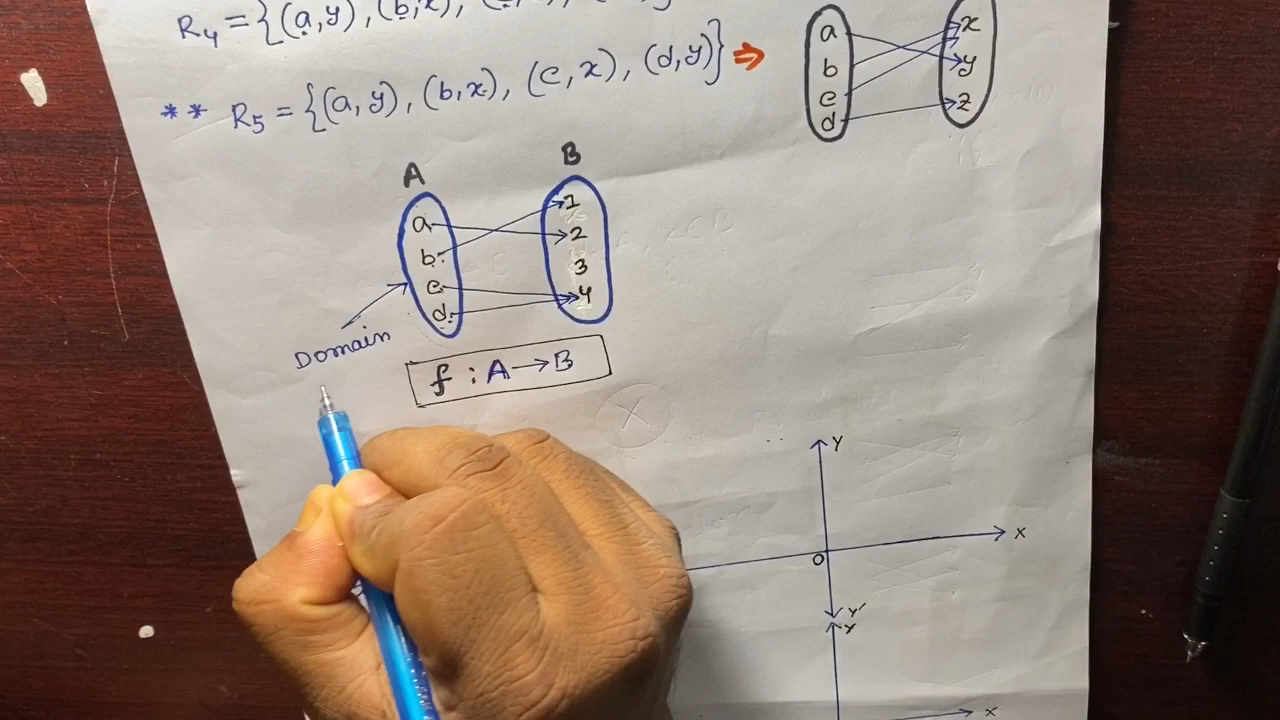 R4 = {(a,y), (b,x),
** R5 = {(a, y), (b,x), (c,x), (d,y)} ⇒
a
b
c
d
x
y
z
A B
a
b
c
d
1
2
3
4
Domain
f : A → B
Y
X
O
Y'
Y
X